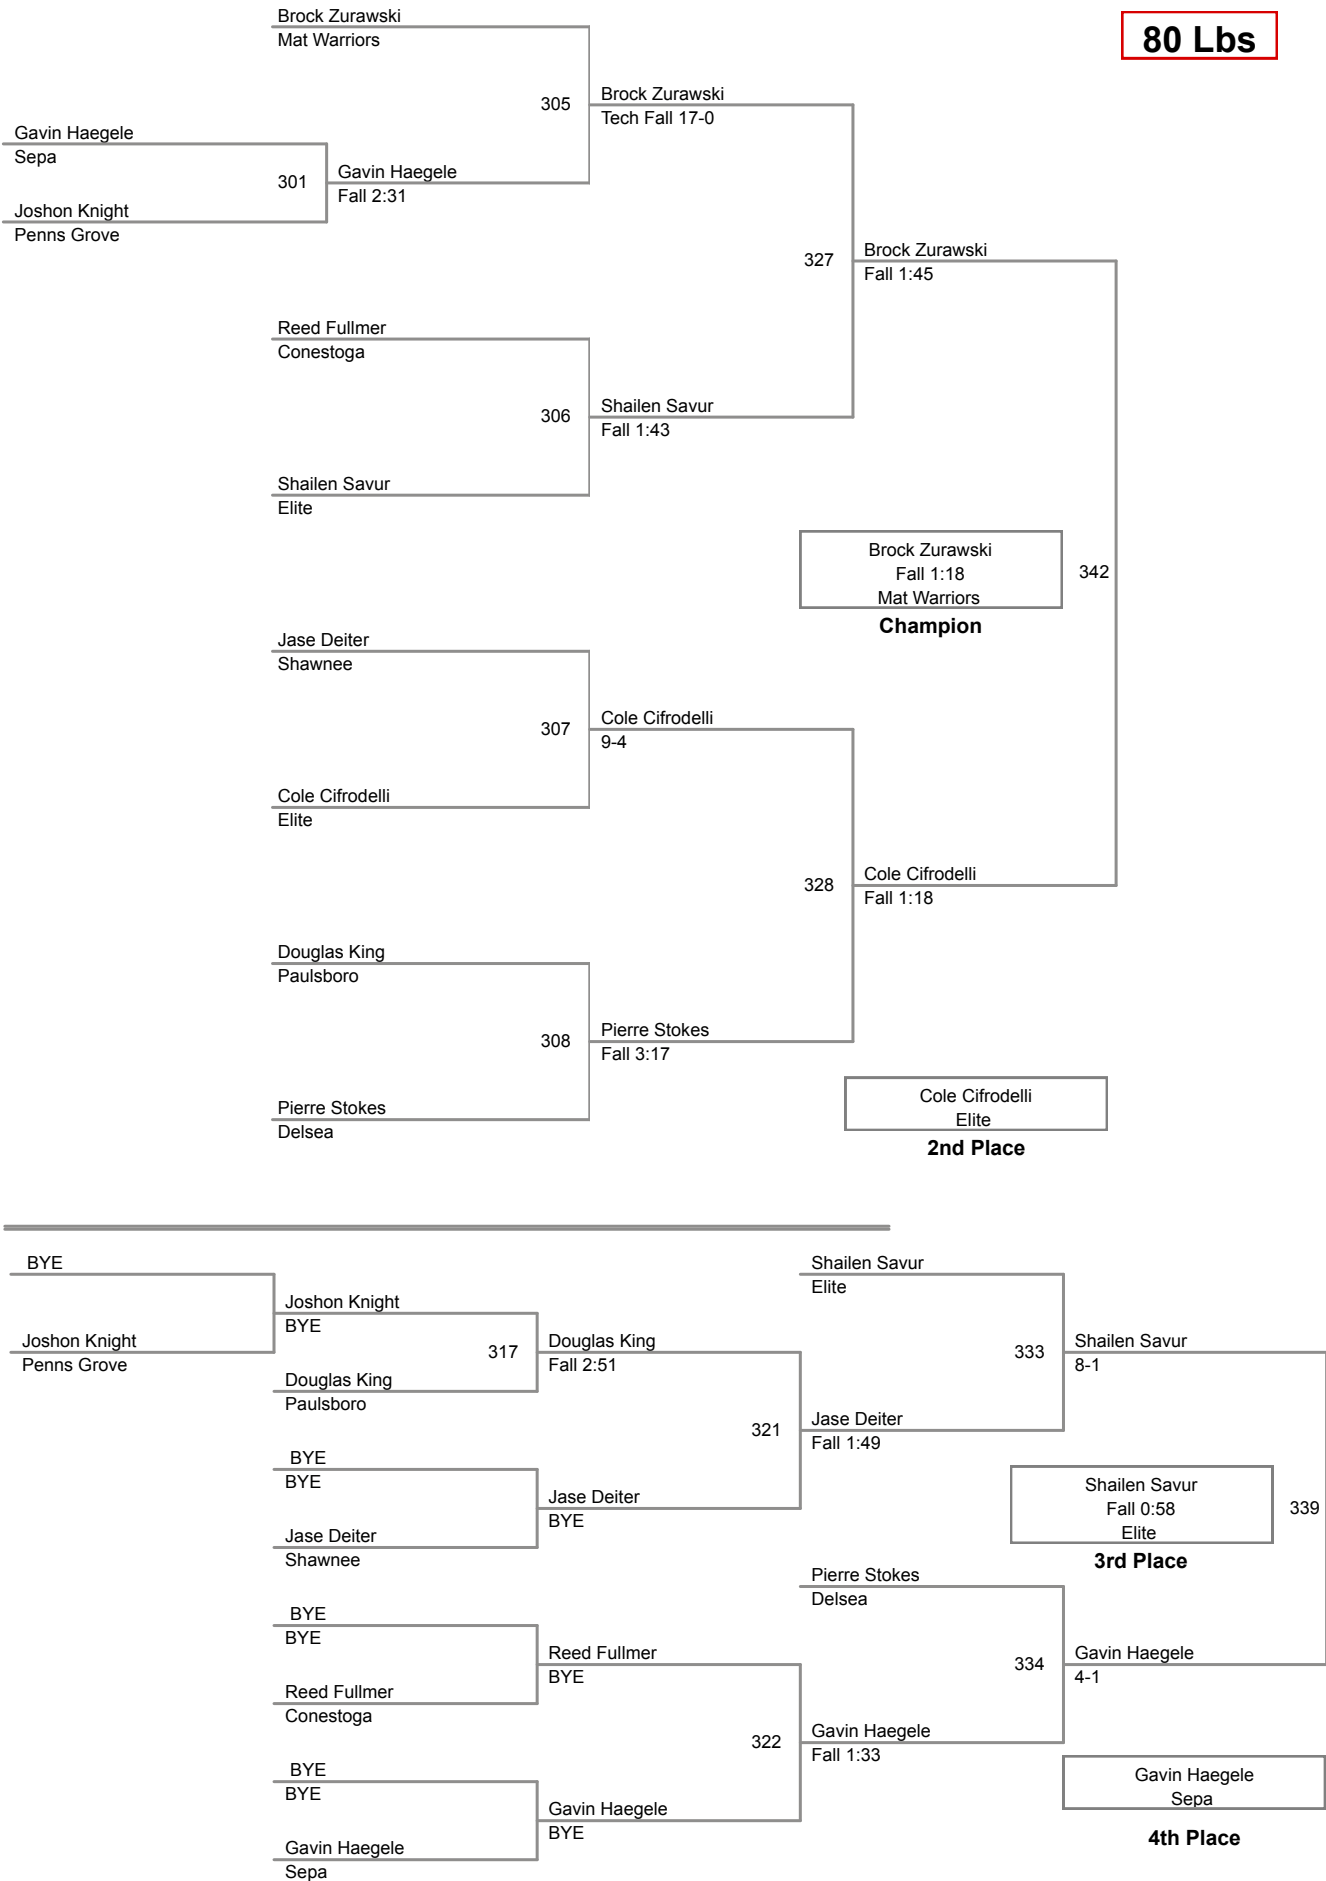 Brock Zurawski
Mat Warriors
80 Lbs
305
Brock Zurawski
Tech Fall 17-0
Gavin Haegele
Sepa
301
Gavin Haegele
Fall 2:31
Joshon Knight
Penns Grove
327
Brock Zurawski
Fall 1:45
Reed Fullmer
Conestoga
306
Shailen Savur
Fall 1:43
Shailen Savur
Elite
Brock Zurawski
Fall 1:18
Mat Warriors
342
Champion
Jase Deiter
Shawnee
307
Cole Cifrodelli
9-4
Cole Cifrodelli
Elite
328
Cole Cifrodelli
Fall 1:18
Douglas King
Paulsboro
308
Pierre Stokes
Fall 3:17
Pierre Stokes
Delsea
Cole Cifrodelli
Elite
2nd Place
BYE
Joshon Knight
Penns Grove
Joshon Knight
BYE
317
Douglas King
Paulsboro
Douglas King
Fall 2:51
BYE
BYE
Jase Deiter
Shawnee
Jase Deiter
BYE
321
Shailen Savur
Elite
Jase Deiter
Fall 1:49
333
Shailen Savur
8-1
Shailen Savur
Fall 0:58
Elite
339
3rd Place
BYE
BYE
Reed Fullmer
Conestoga
Reed Fullmer
BYE
322
BYE
BYE
Gavin Haegele
Sepa
Gavin Haegele
BYE
Pierre Stokes
Delsea
334
Gavin Haegele
Fall 1:33
Gavin Haegele
4-1
Gavin Haegele
Sepa
4th Place